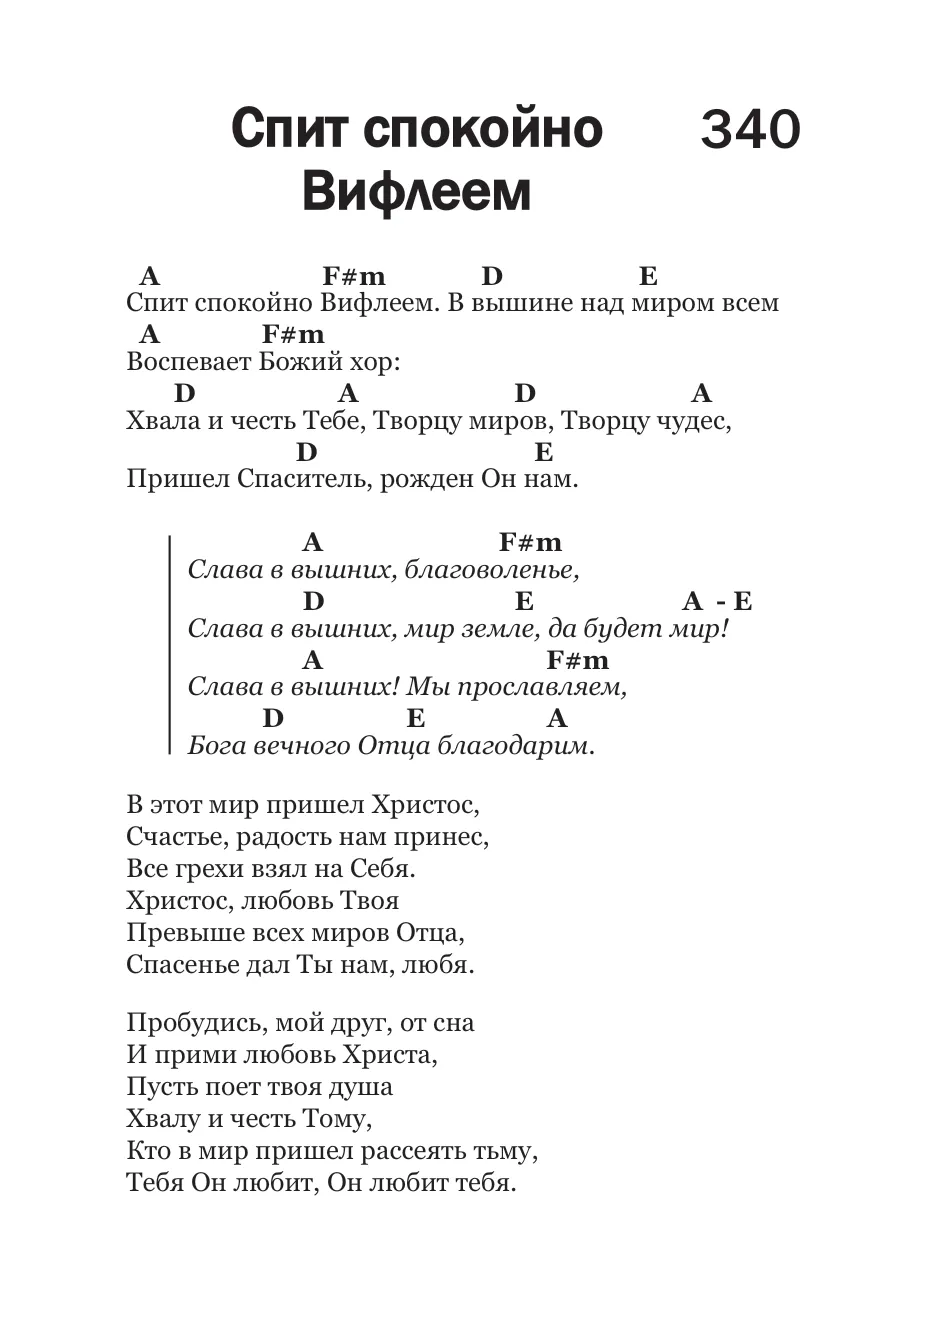 Спит спокойно 340
Вифлеем
A F#m D E
Спит спокойно Вифлеем. В вышине над миром всем
A F#m
Воспевает Божий хор:
D A D A
Хвала и честь Тебе, Творцу миров, Творцу чудес,
D E
Пришел Спаситель, рожден Он нам.
A F#m
Слава в вышних, благоволенье,
D E A - E
Слава в вышних, мир земле, да будет мир!
A F#m
Слава в вышних! Мы прославляем,
D E A
Бога вечного Отца благодарим.
В этот мир пришел Христос,
Счастье, радость нам принес,
Все грехи взял на Себя.
Христос, любовь Твоя
Превыше всех миров Отца,
Спасенье дал Ты нам, любя.
Пробудись, мой друг, от сна
И прими любовь Христа,
Пусть поет твоя душа
Хвалу и честь Тому,
Кто в мир пришел рассеять тьму,
Тебя Он любит, Он любит тебя.